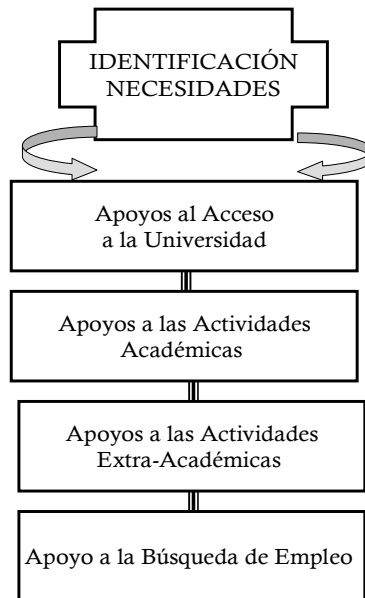 IDENTIFICACIÓN
NECESIDADES
Apoyos al Acceso
a la Universidad
Apoyos a las Actividades
Académicas
Apoyos a las Actividades
Extra-Académicas
Apoyo a la Búsqueda de Empleo